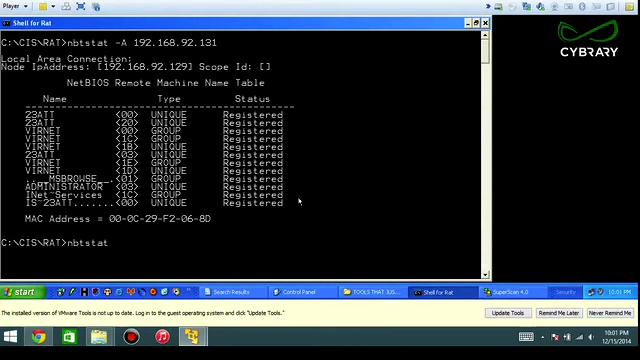 Player
Shell for Rat
C:\CIS\RAT>nbtstat -A 192.168.92.131
Local Area Connection:
Node IpAddress: [192.168.92.129] Scope Id: []
NetBIOS Remote Machine Name Table
Name Type Status
23ATT <00> UNIQUE Registered
23ATT <20> UNIQUE Registered
VIRNET <00> GROUP Registered
VIRNET <1C> GROUP Registered
VIRNET <1B> UNIQUE Registered
23ATT <03> UNIQUE Registered
VIRNET <1E> GROUP Registered
VIRNET <1D> UNIQUE Registered
..__MSBROWSE__.<01> GROUP Registered
ADMINISTRATOR <03> UNIQUE Registered
INet~Services <1C> GROUP Registered
IS~23ATT.......<00> UNIQUE Registered
MAC Address = 00-0C-29-F2-06-8D
C:\CIS\RAT>nbtstat
CYBRARY
start Search Results Control Panel TOOLS THAT JUS... Shell for Rat SuperScan 4.0 Security 10:01 PM
The installed version of VMware Tools is not up to date. Log in to the guest operating system and click "Update Tools".
Update Tools Remind Me Later Never Remind Me
10:01 PM
12/15/2014